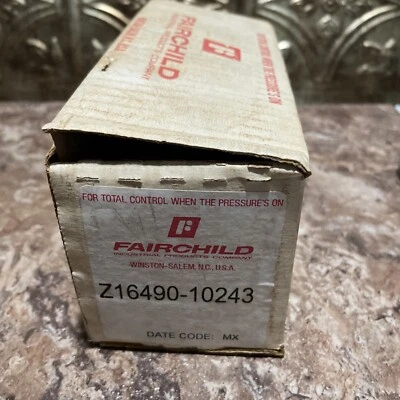 FAIRCHILD
FOR TOTAL CONTROL WHEN THE PRESSURE'S ON
FAIRCHILD
INDUSTRIAL PRODUCTS COMPANY
WINSTON-SALEM, N.C., U.S.A.
Z16490-10243
DATE CODE: MX